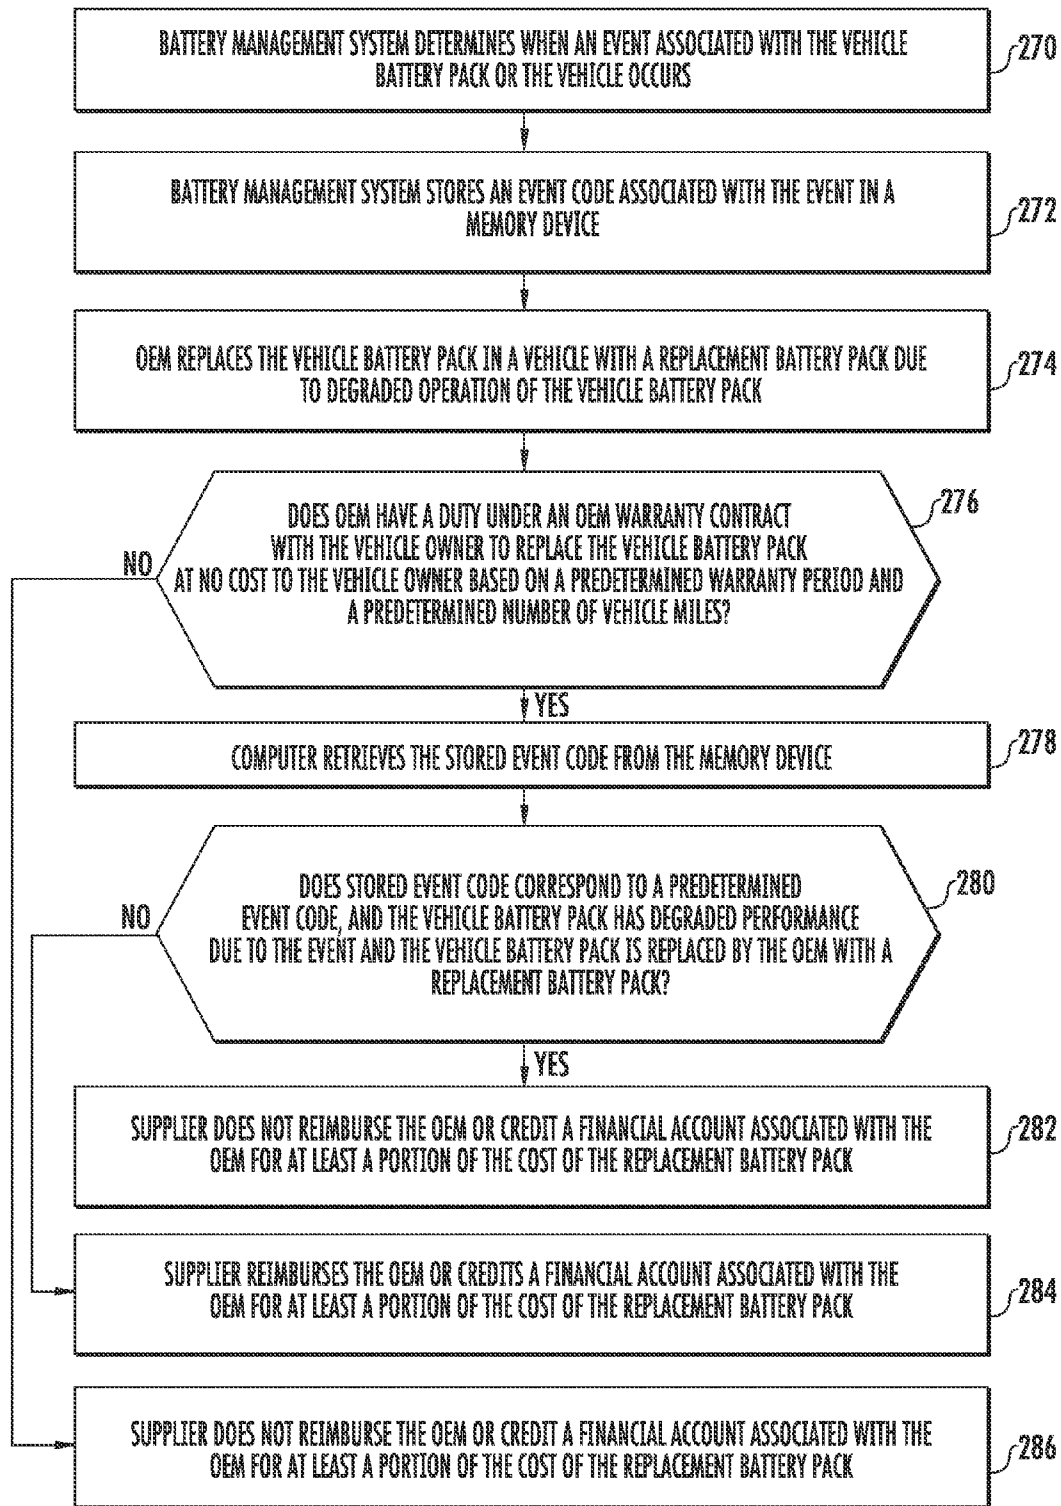 BATTERY MANAGEMENT SYSTEM DETERMINES WHEN AN EVENT ASSOCIATED WITH THE VEHICLE
BATTERY PACK OR THE VEHICLE OCCURS
270
BATTERY MANAGEMENT SYSTEM STORES AN EVENT CODE ASSOCIATED WITH THE EVENT IN A
MEMORY DEVICE
272
OEM REPLACES THE VEHICLE BATTERY PACK IN A VEHICLE WITH A REPLACEMENT BATTERY PACK DUE
TO DEGRADED OPERATION OF THE VEHICLE BATTERY PACK
274
DOES OEM HAVE A DUTY UNDER AN OEM WARRANTY CONTRACT
WITH THE VEHICLE OWNER TO REPLACE THE VEHICLE BATTERY PACK
AT NO COST TO THE VEHICLE OWNER BASED ON A PREDETERMINED WARRANTY PERIOD AND
A PREDETERMINED NUMBER OF VEHICLE MILES?
276
NO
YES
COMPUTER RETRIEVES THE STORED EVENT CODE FROM THE MEMORY DEVICE
278
DOES STORED EVENT CODE CORRESPOND TO A PREDETERMINED
EVENT CODE, AND THE VEHICLE BATTERY PACK HAS DEGRADED PERFORMANCE
DUE TO THE EVENT AND THE VEHICLE BATTERY PACK IS REPLACED BY THE OEM WITH A
REPLACEMENT BATTERY PACK?
280
NO
YES
SUPPLIER DOES NOT REIMBURSE THE OEM OR CREDIT A FINANCIAL ACCOUNT ASSOCIATED WITH THE
OEM FOR AT LEAST A PORTION OF THE COST OF THE REPLACEMENT BATTERY PACK
282
SUPPLIER REIMBURSES THE OEM OR CREDITS A FINANCIAL ACCOUNT ASSOCIATED WITH THE
OEM FOR AT LEAST A PORTION OF THE COST OF THE REPLACEMENT BATTERY PACK
284
SUPPLIER DOES NOT REIMBURSE THE OEM OR CREDIT A FINANCIAL ACCOUNT ASSOCIATED WITH THE
OEM FOR AT LEAST A PORTION OF THE COST OF THE REPLACEMENT BATTERY PACK
286